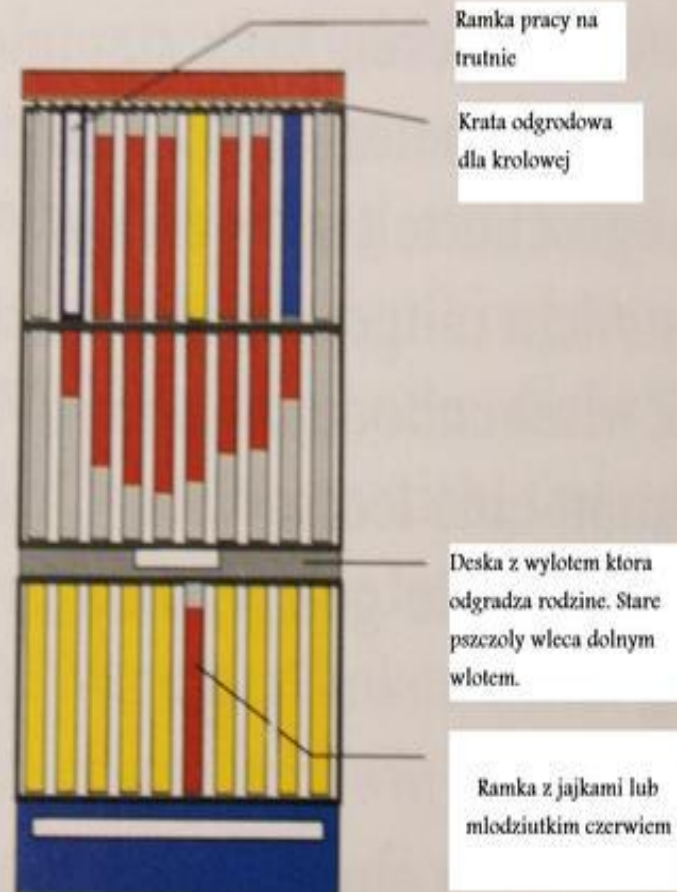 Ramka pracy na
trutnie
Krata odgrodowa
dla krolowej
Deska z wylotem ktora
odgradza rodzine. Stare
pszczoly wleca dolnym
wlotem.
Ramka z jajkami lub
mlodziutkim czerwiem